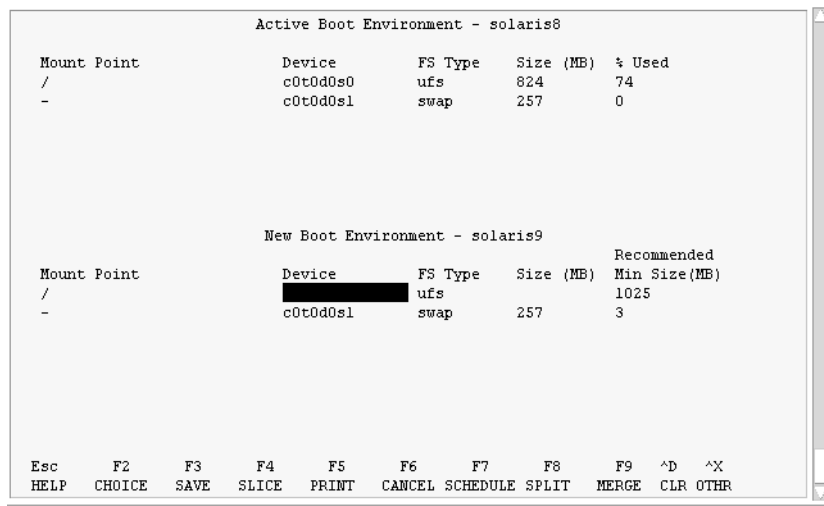 Active Boot Environment - solaris8
Mount Point Device FS Type Size (MB) % Used
/ c0t0d0s0 ufs 824 74
- c0t0d0s1 swap 257 0
New Boot Environment - solaris9
Recommended
Mount Point Device FS Type Size (MB) Min Size(MB)
/ ufs 1025
- c0t0d0s1 swap 257 3
Esc F2 F3 F4 F5 F6 F7 F8 F9 ^D ^X
HELP CHOICE SAVE SLICE PRINT CANCEL SCHEDULE SPLIT MERGE CLR OTHR